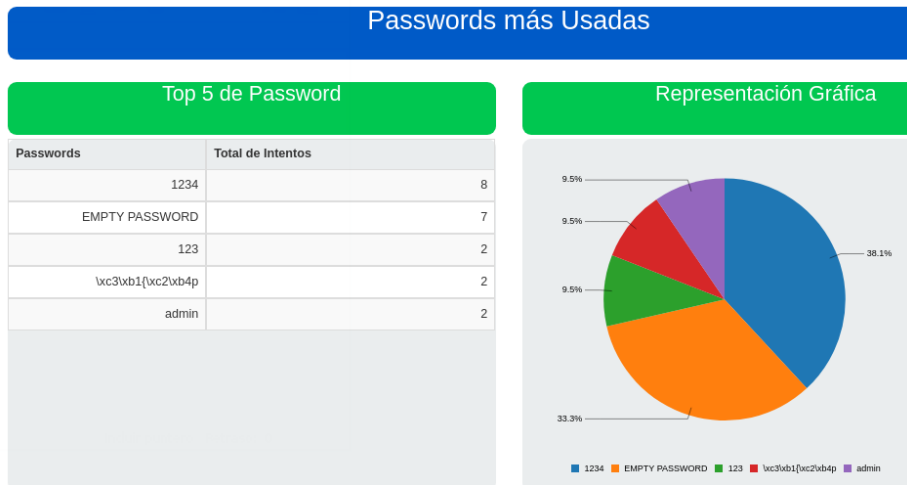 Passwords más Usadas
Top 5 de Password
Representación Gráfica
Passwords Total de Intentos
1234 8
EMPTY PASSWORD 7
123 2
\xc3\xb1{\xc2\xb4p 2
admin 2
9.5%
9.5%
38.1%
9.5%
33.3%
1234 EMPTY PASSWORD 123 \xc3\xb1{\xc2\xb4p admin